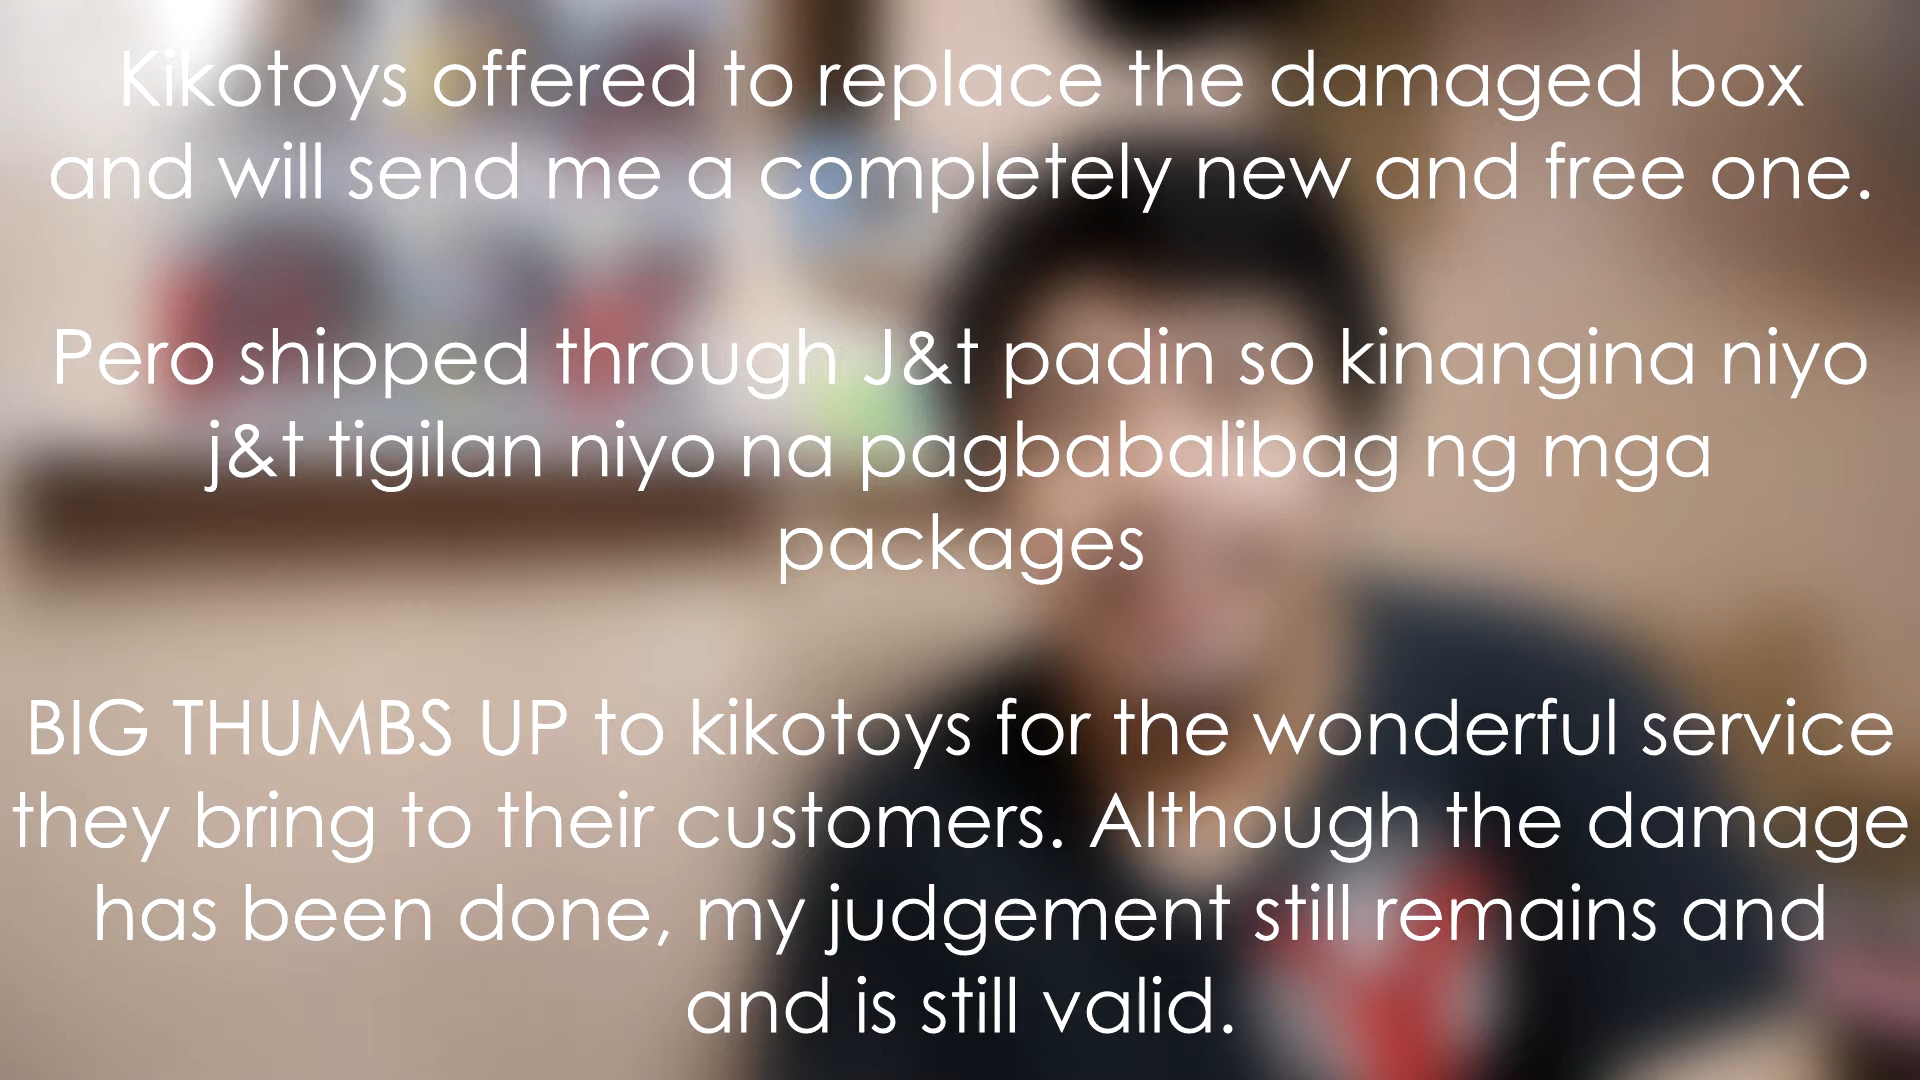 Kikotoys offered to replace the damaged box
and will send me a completely new and free one.
Pero shipped through J&t padin so kinangina niyo
j&t tigilan niyo na pagbabalibag ng mga
packages
BIG THUMBS UP to kikotoys for the wonderful service
they bring to their customers. Although the damage
has been done, my judgement still remains and
and is still valid.